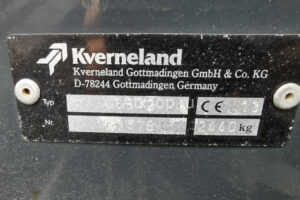 Kverneland
Kverneland Gottmadingen GmbH & Co. KG
D-78244 Gottmadingen Germany
Typ CE
Nr. 2440 kg